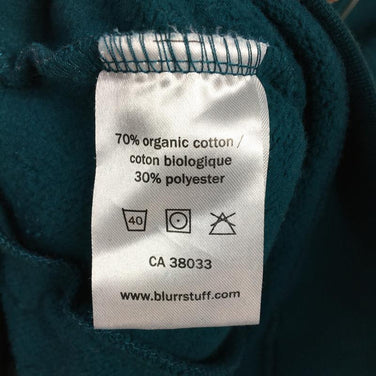 70% organic cotton /
coton biologique
30% polyester
40
CA 38033
www.blurrstuff.com